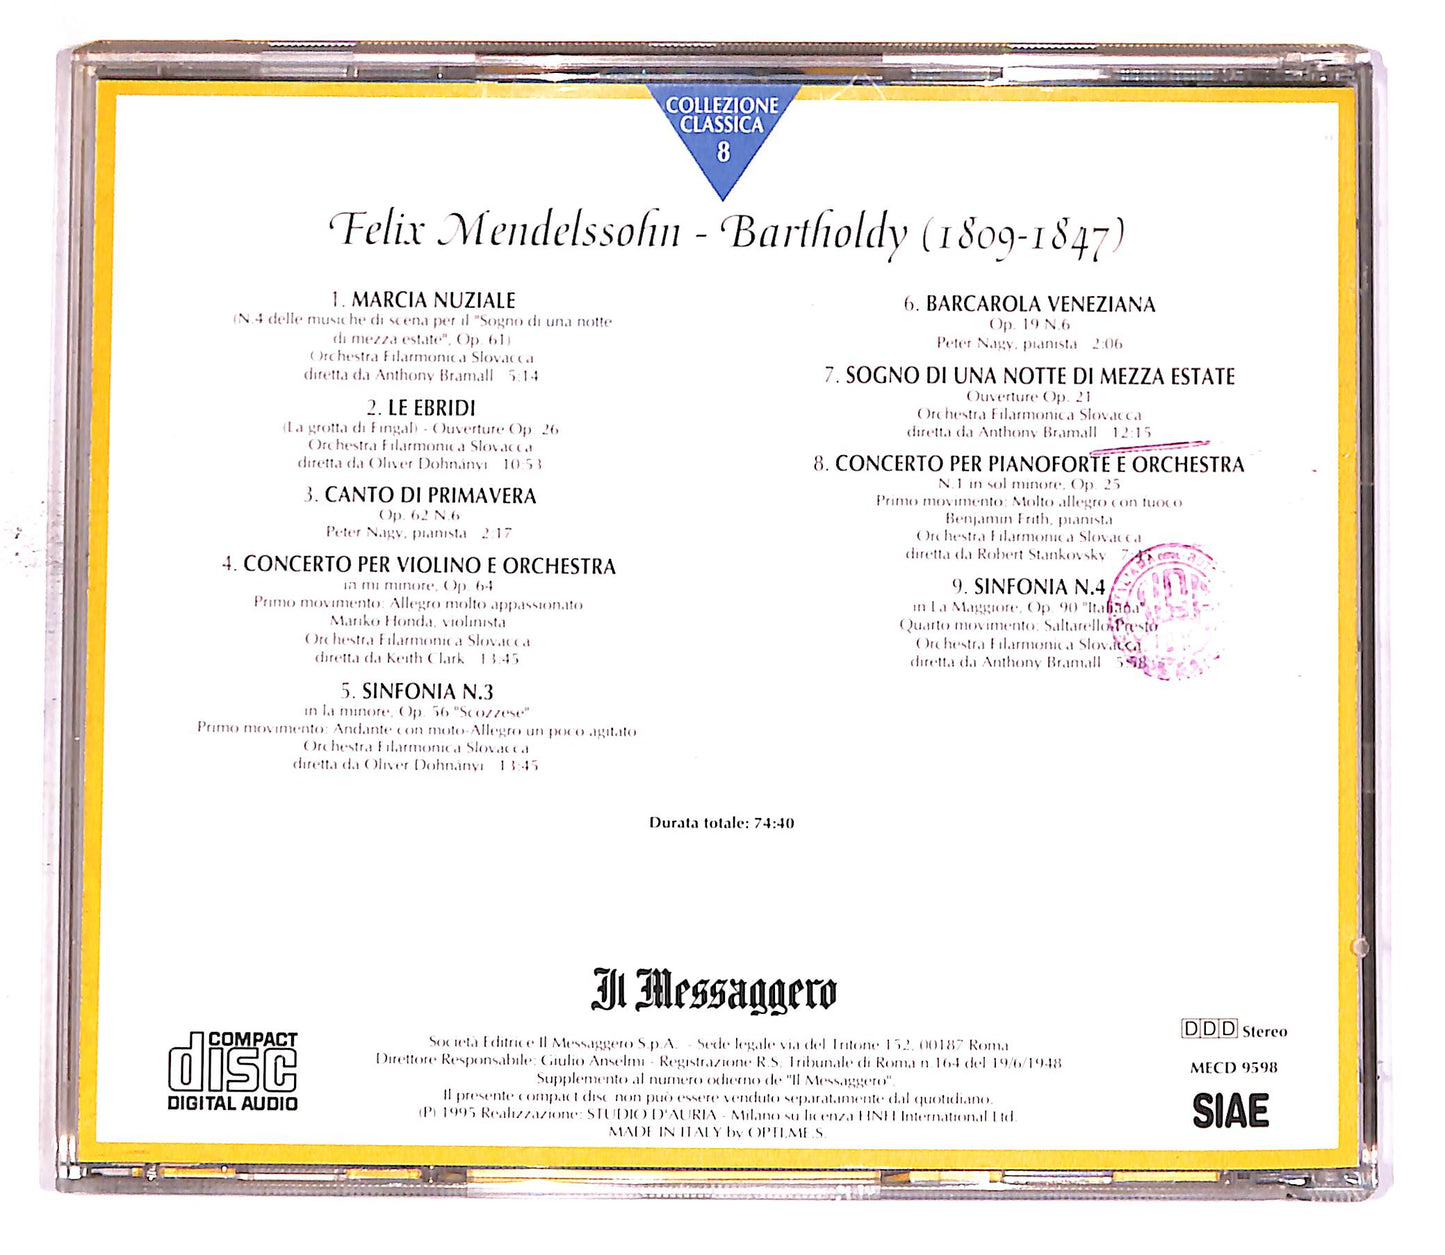 COLLEZIONE
CLASSICA
8
Felix Mendelssohn - Bartholdy (1809-1847)
1. MARCIA NUZIALE
(N.4 delle musiche di scena per il "Sogno di una notte
di mezza estate", Op. 61)
Orchestra Filarmonica Slovacca
diretta da Anthony Bramall 5:14
2. LE EBRIDI
(La grotta di Fingal) - Ouverture Op. 26
Orchestra Filarmonica Slovacca
diretta da Oliver Dohnányi 10:53
3. CANTO DI PRIMAVERA
Op. 62 N.6
Peter Nagy, pianista 2:17
4. CONCERTO PER VIOLINO E ORCHESTRA
in mi minore, Op. 64
Primo movimento: Allegro molto appassionato
Mariko Honda, violinista
Orchestra Filarmonica Slovacca
diretta da Keith Clark 13:45
5. SINFONIA N.3
in la minore, Op. 56 "Scozzese"
Primo movimento: Andante con moto-Allegro un poco agitato
Orchestra Filarmonica Slovacca
diretta da Oliver Dohnányi 13:45
6. BARCAROLA VENEZIANA
Op. 19 N.6
Peter Nagy, pianista 2:06
7. SOGNO DI UNA NOTTE DI MEZZA ESTATE
Ouverture Op. 21
Orchestra Filarmonica Slovacca
diretta da Anthony Bramall 12:15
8. CONCERTO PER PIANOFORTE E ORCHESTRA
N.1 in sol minore, Op. 25
Primo movimento: Molto allegro con fuoco
Benjamin Frith, pianista
Orchestra Filarmonica Slovacca
diretta da Robert Stankovsky
9. SINFONIA N.4
in La Maggiore, Op. 90 "Italiana"
Quarto movimento: Saltarello-Presto
Orchestra Filarmonica Slovacca
diretta da Anthony Bramall 5:58
Durata totale: 74:40
Il Messaggero
Società Editrice Il Messaggero S.p.A. - Sede legale via del Tritone 152, 00187 Roma
Direttore Responsabile: Giulio Anselmi - Registrazione R.S. Tribunale di Roma n.164 del 19/6/1948
Supplemento al numero odierno de "Il Messaggero".
Il presente compact disc non può essere venduto separatamente dal quotidiano.
(P) 1995 Realizzazione: STUDIO D'AURIA - Milano su licenza HNH International Ltd.
MADE IN ITALY by OPTI.ME.S.
COMPACT
disc
DIGITAL AUDIO
DDD Stereo
MECD 9598
SIAE